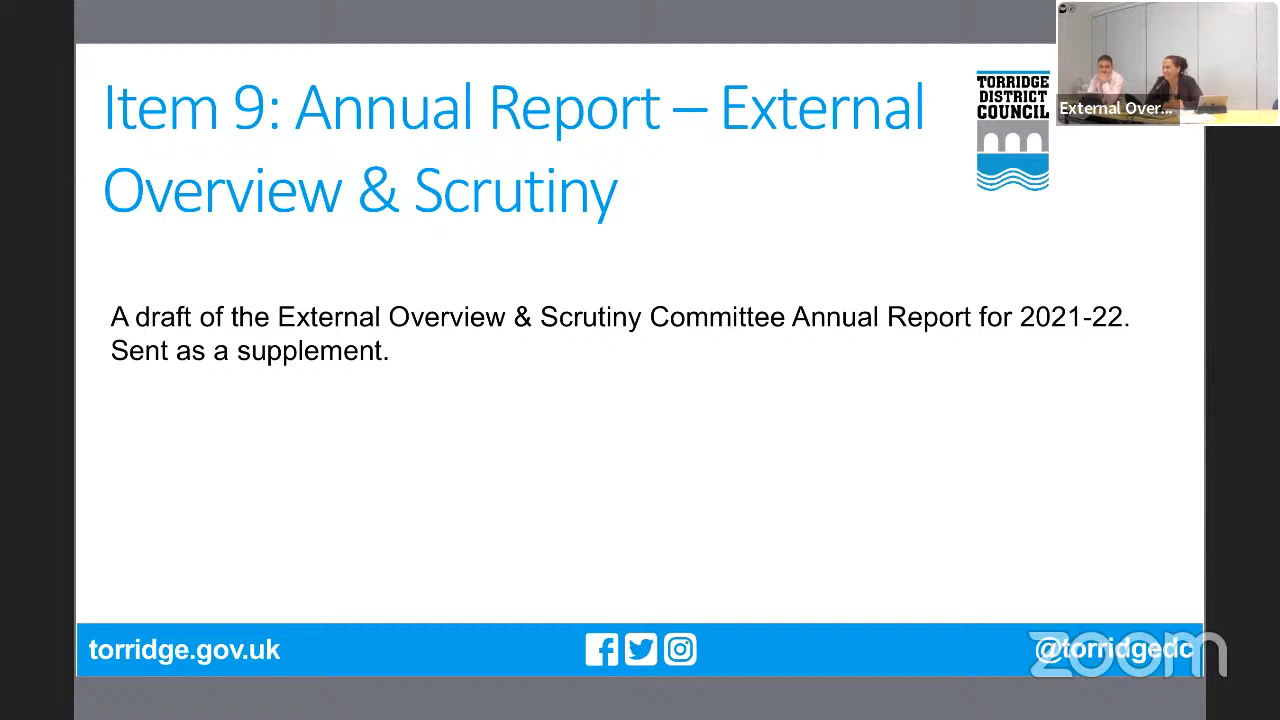 Item 9: Annual Report – External
Overview & Scrutiny
TORRIDGE
DISTRICT
COUNCIL
External Over...
A draft of the External Overview & Scrutiny Committee Annual Report for 2021-22.
Sent as a supplement.
torridge.gov.uk
@torridgedc
zoom